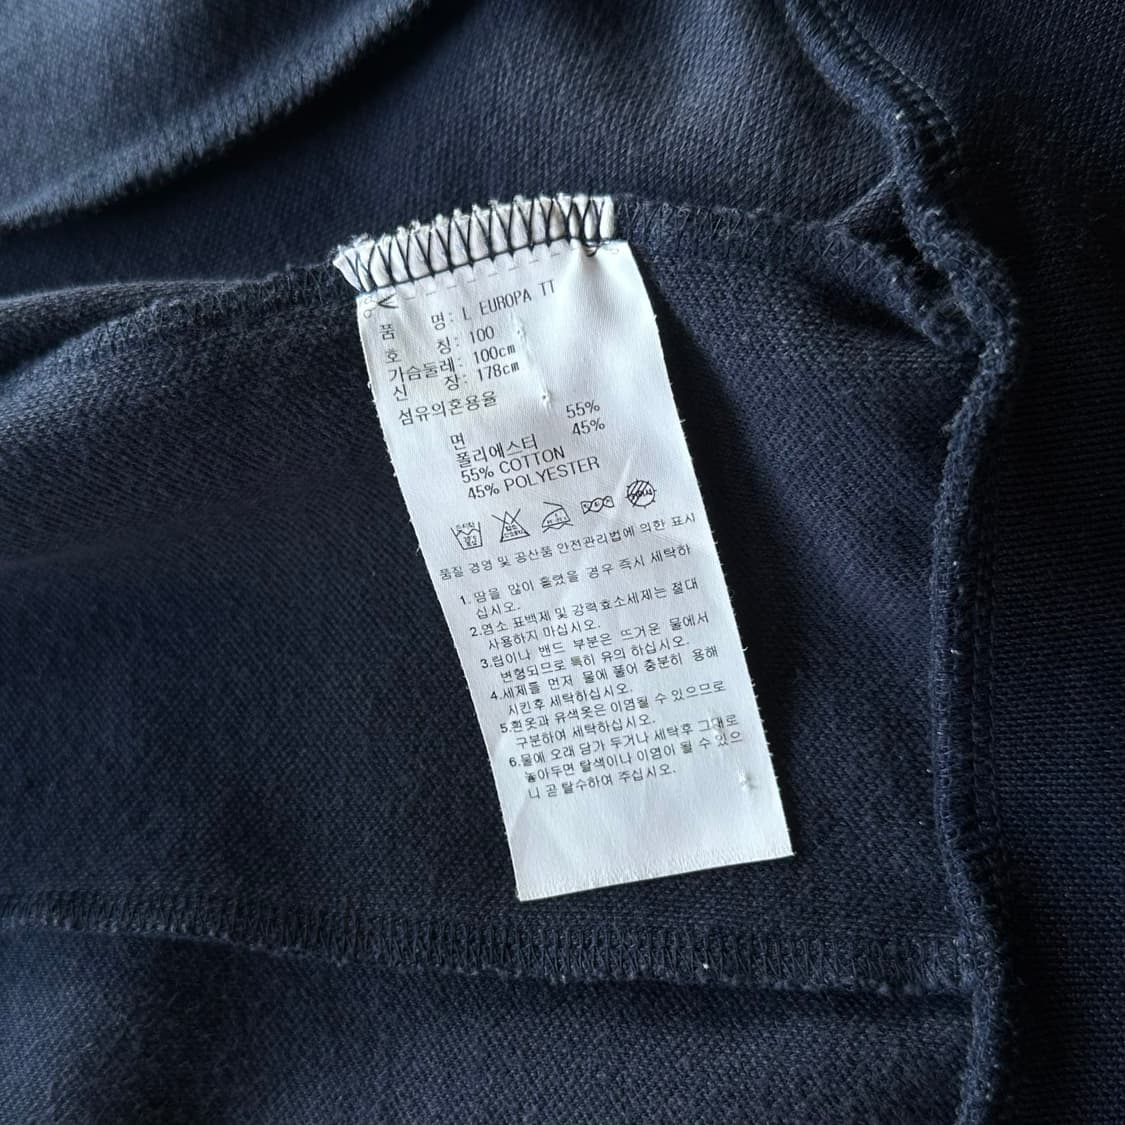 품 명: L EUROPA TT
호 칭: 100
가슴둘레: 100cm
신 장: 178cm
섬유의혼용율
면 55%
폴리에스터 45%
55% COTTON
45% POLYESTER
품질 경영 및 공산품 안전관리법에 의한 표시
1. 땀을 많이 흘렸을 경우 즉시 세탁하
십시오.
2.염소 표백제 및 강력효소세제는 절대
사용하지 마십시오.
3.립이나 밴드 부분은 뜨거운 물에서
변형되므로 특히 유의 하십시오.
4.세제를 먼저 물에 풀어 충분히 용해
시킨후 세탁하십시오.
5.흰옷과 유색옷은 이염될 수 있으므로
구분하여 세탁하십시오.
6.물에 오래 담가 두거나 세탁후 그대로
놓아두면 탈색이나 이염이 될 수 있으
니 곧 탈수하여 주십시오.